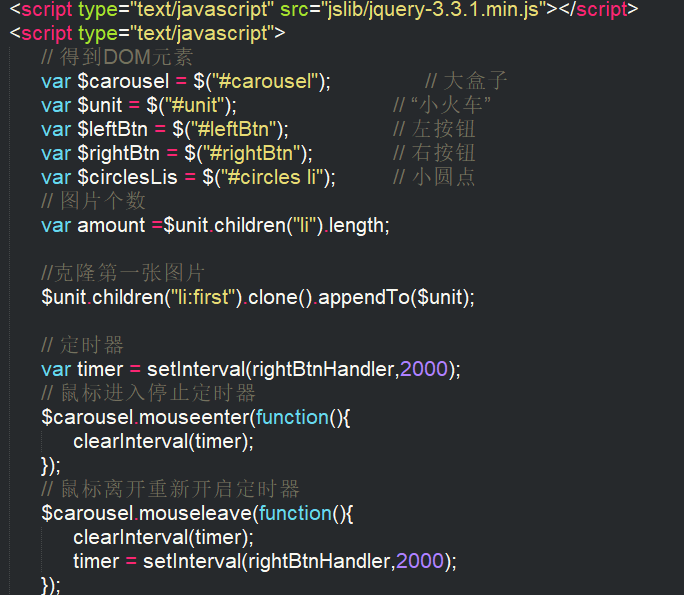 <script type="text/javascript" src="jslib/jquery-3.3.1.min.js"></script>
<script type="text/javascript">
// 得到DOM元素
var $carousel = $("#carousel"); // 大盒子
var $unit = $("#unit"); // “小火车”
var $leftBtn = $("#leftBtn"); // 左按钮
var $rightBtn = $("#rightBtn"); // 右按钮
var $circlesLis = $("#circles li"); // 小圆点
// 图片个数
var amount =$unit.children("li").length;
//克隆第一张图片
$unit.children("li:first").clone().appendTo($unit);
// 定时器
var timer = setInterval(rightBtnHandler,2000);
// 鼠标进入停止定时器
$carousel.mouseenter(function(){
clearInterval(timer);
});
// 鼠标离开重新开启定时器
$carousel.mouseleave(function(){
clearInterval(timer);
timer = setInterval(rightBtnHandler,2000);
});